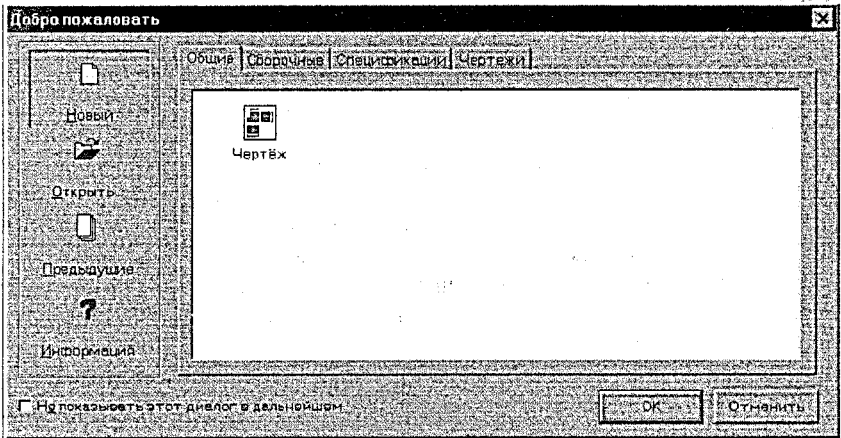 Добро пожаловать
Общие Сборочные Спецификации Чертежи
Новый
Чертёж
Открыть
Предыдущие
Информация
Не показывать этот диалог в дальнейшем
OK Отменить